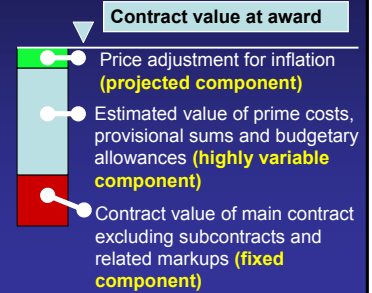 Contract value at award
Price adjustment for inflation
(projected component)
Estimated value of prime costs,
provisional sums and budgetary
allowances (highly variable
component)
Contract value of main contract
excluding subcontracts and
related markups (fixed
component)